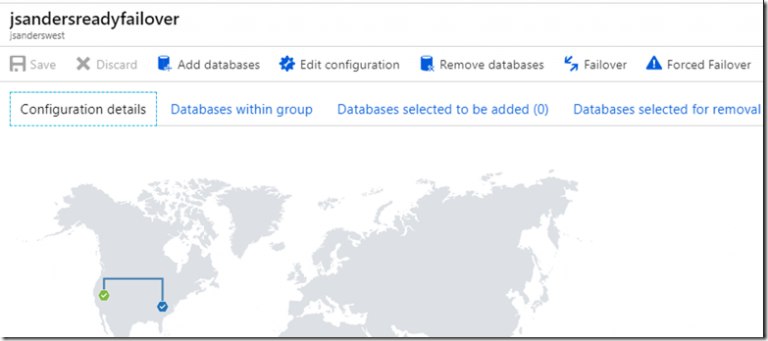 jsandersreadyfailover
jsanderswest
Save Discard Add databases Edit configuration Remove databases Failover Forced Failover
Configuration details Databases within group Databases selected to be added (0) Databases selected for removal